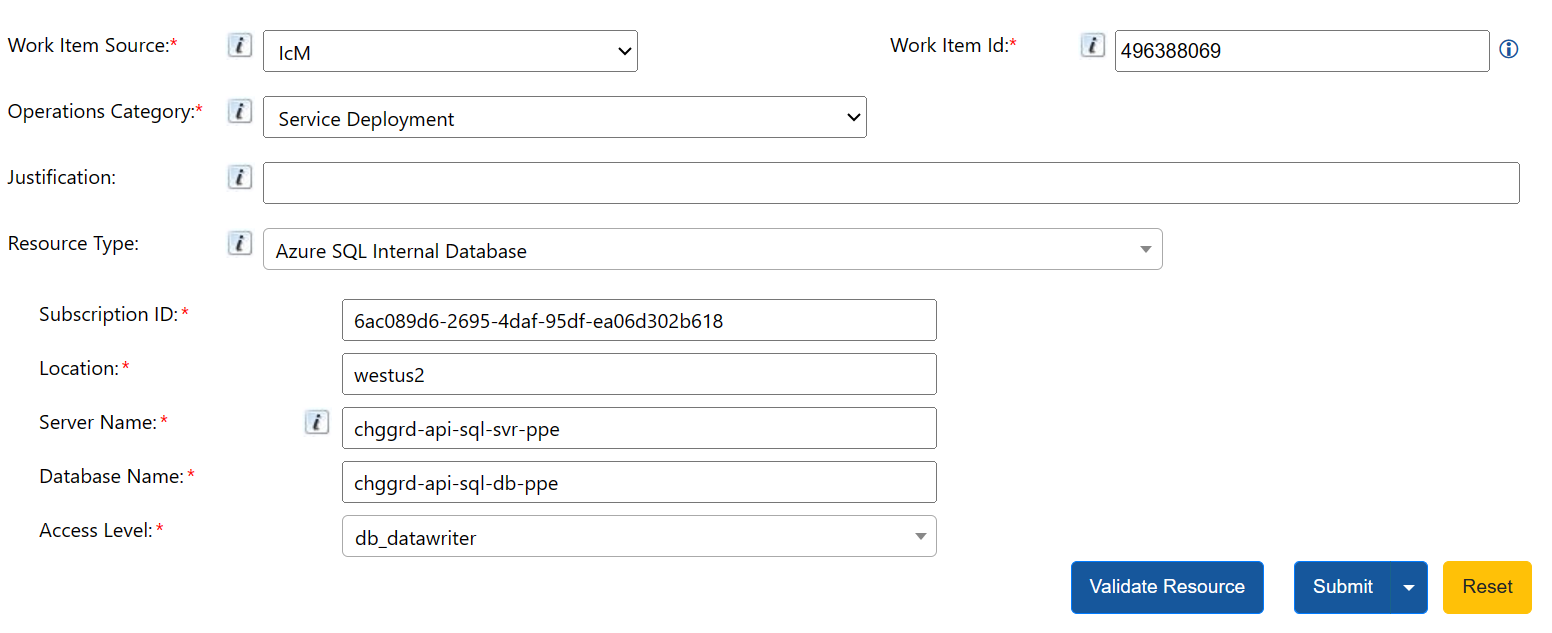 Work Item Source:* IcM Work Item Id:* 496388069
Operations Category:* Service Deployment
Justification:
Resource Type: Azure SQL Internal Database
Subscription ID:* 6ac089d6-2695-4daf-95df-ea06d302b618
Location:* westus2
Server Name:* chggrd-api-sql-svr-ppe
Database Name:* chggrd-api-sql-db-ppe
Access Level:* db_datawriter
Validate Resource Submit Reset